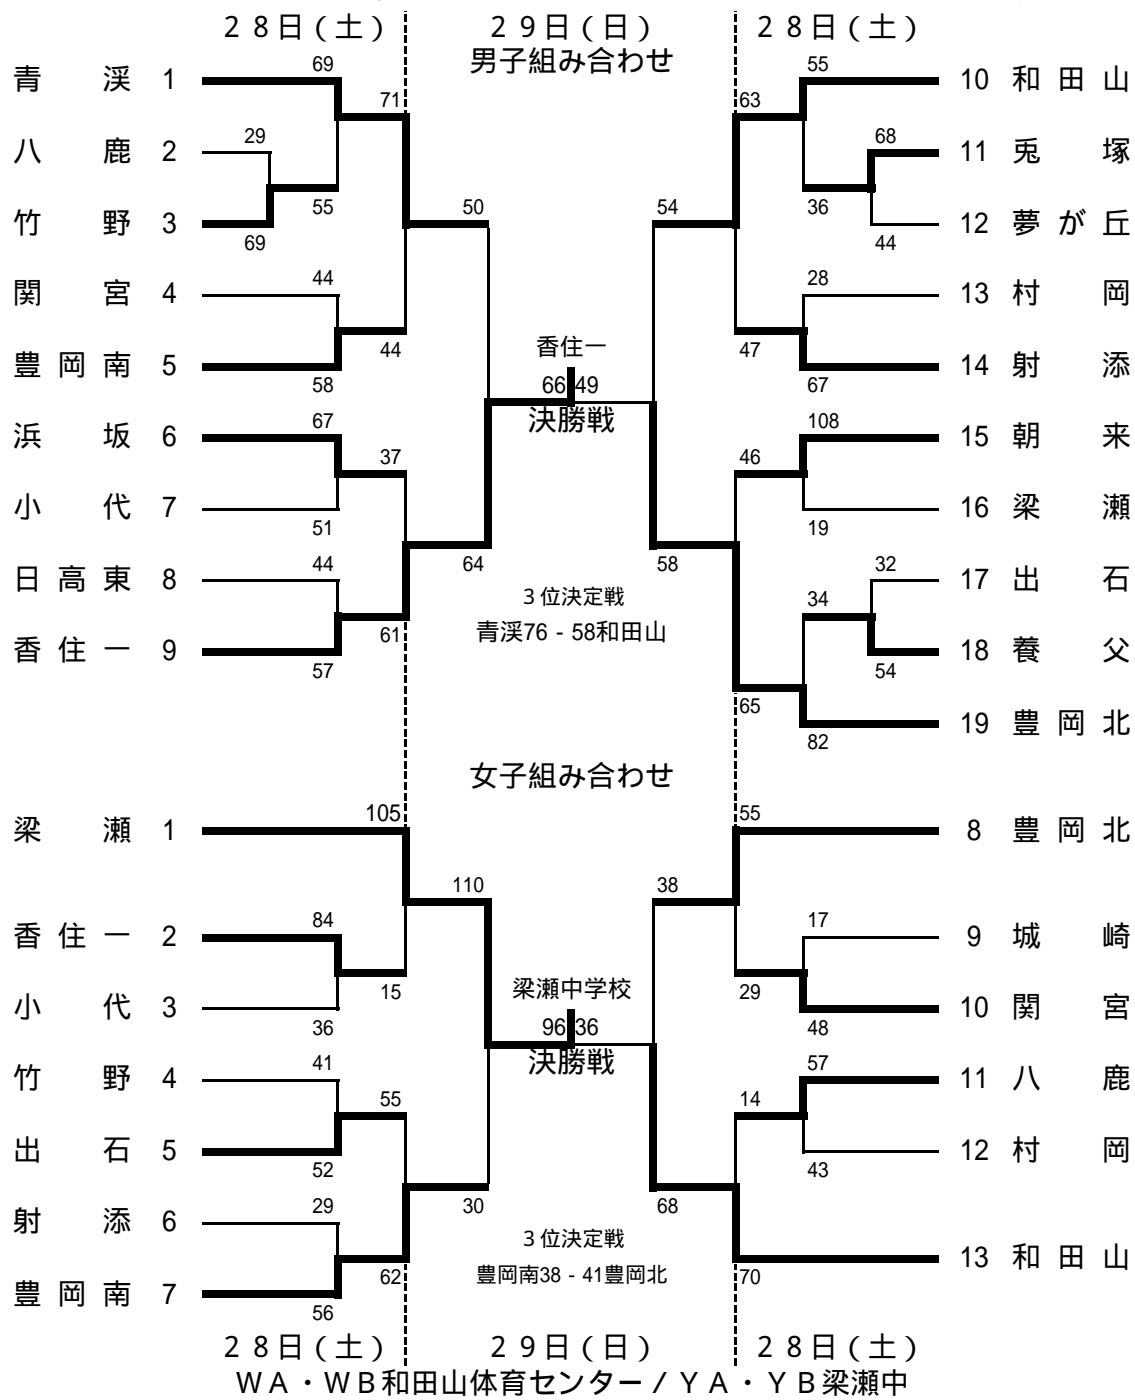 ２８日(土) ２９日(日) ２８日(土)
男子組み合わせ
青渓 1 69 71 63 55 10 和田山
八鹿 2 29 68 11 兎塚
竹野 3 69 55 50 54 36 44 12 夢が丘
関宮 4 44 28 13 村岡
豊岡南 5 58 44 香住一 47 67 14 射添
66 49
決勝戦
浜坂 6 67 37 46 108 15 朝来
小代 7 51 19 16 梁瀬
日高東 8 44 64 58 34 32 17 出石
３位決定戦
青渓76 - 58和田山
香住一 9 57 61 54 18 養父
65 82 19 豊岡北
女子組み合わせ
梁瀬 1 105 55 8 豊岡北
110 38
香住一 2 84 17 9 城崎
小代 3 36 15 梁瀬中学校 29 48 10 関宮
96 36
決勝戦
竹野 4 41 55 14 57 11 八鹿
出石 5 52 43 12 村岡
射添 6 29 30 68
３位決定戦
豊岡南38 - 41豊岡北
豊岡南 7 56 62 70 13 和田山
２８日(土) ２９日(日) ２８日(土)
ＷＡ・ＷＢ和田山体育センター / ＹＡ・ＹＢ梁瀬中